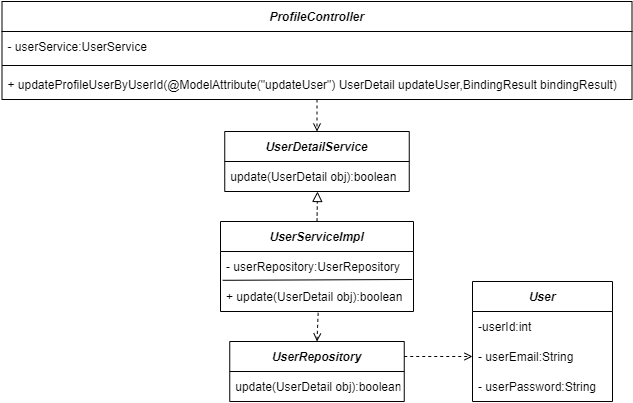 ProfileController
- userService:UserService
+ updateProfileUserByUserId(@ModelAttribute("updateUser") UserDetail updateUser,BindingResult bindingResult)
UserDetailService
update(UserDetail obj):boolean
UserServiceImpl
- userRepository:UserRepository
+ update(UserDetail obj):boolean
UserRepository
update(UserDetail obj):boolean
User
-userId:int
- userEmail:String
- userPassword:String